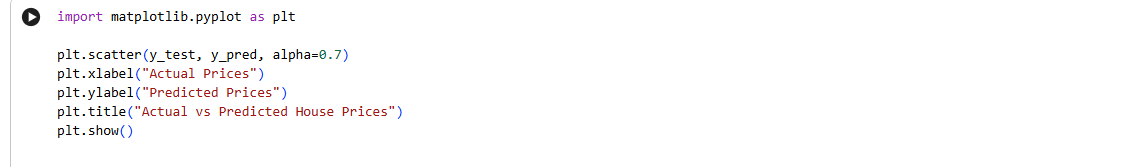 import matplotlib.pyplot as plt
plt.scatter(y_test, y_pred, alpha=0.7)
plt.xlabel("Actual Prices")
plt.ylabel("Predicted Prices")
plt.title("Actual vs Predicted House Prices")
plt.show()